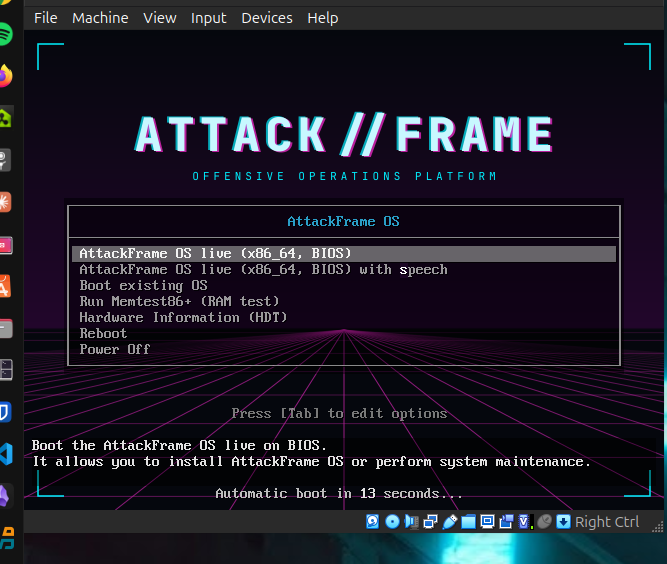 File Machine View Input Devices Help
ATTACK//FRAME
OFFENSIVE OPERATIONS PLATFORM
AttackFrame OS
AttackFrame OS live (x86_64, BIOS)
AttackFrame OS live (x86_64, BIOS) with speech
Boot existing OS
Run Memtest86+ (RAM test)
Hardware Information (HDT)
Reboot
Power Off
Press [Tab] to edit options
Boot the AttackFrame OS live on BIOS.
It allows you to install AttackFrame OS or perform system maintenance.
Automatic boot in 13 seconds...
Right Ctrl